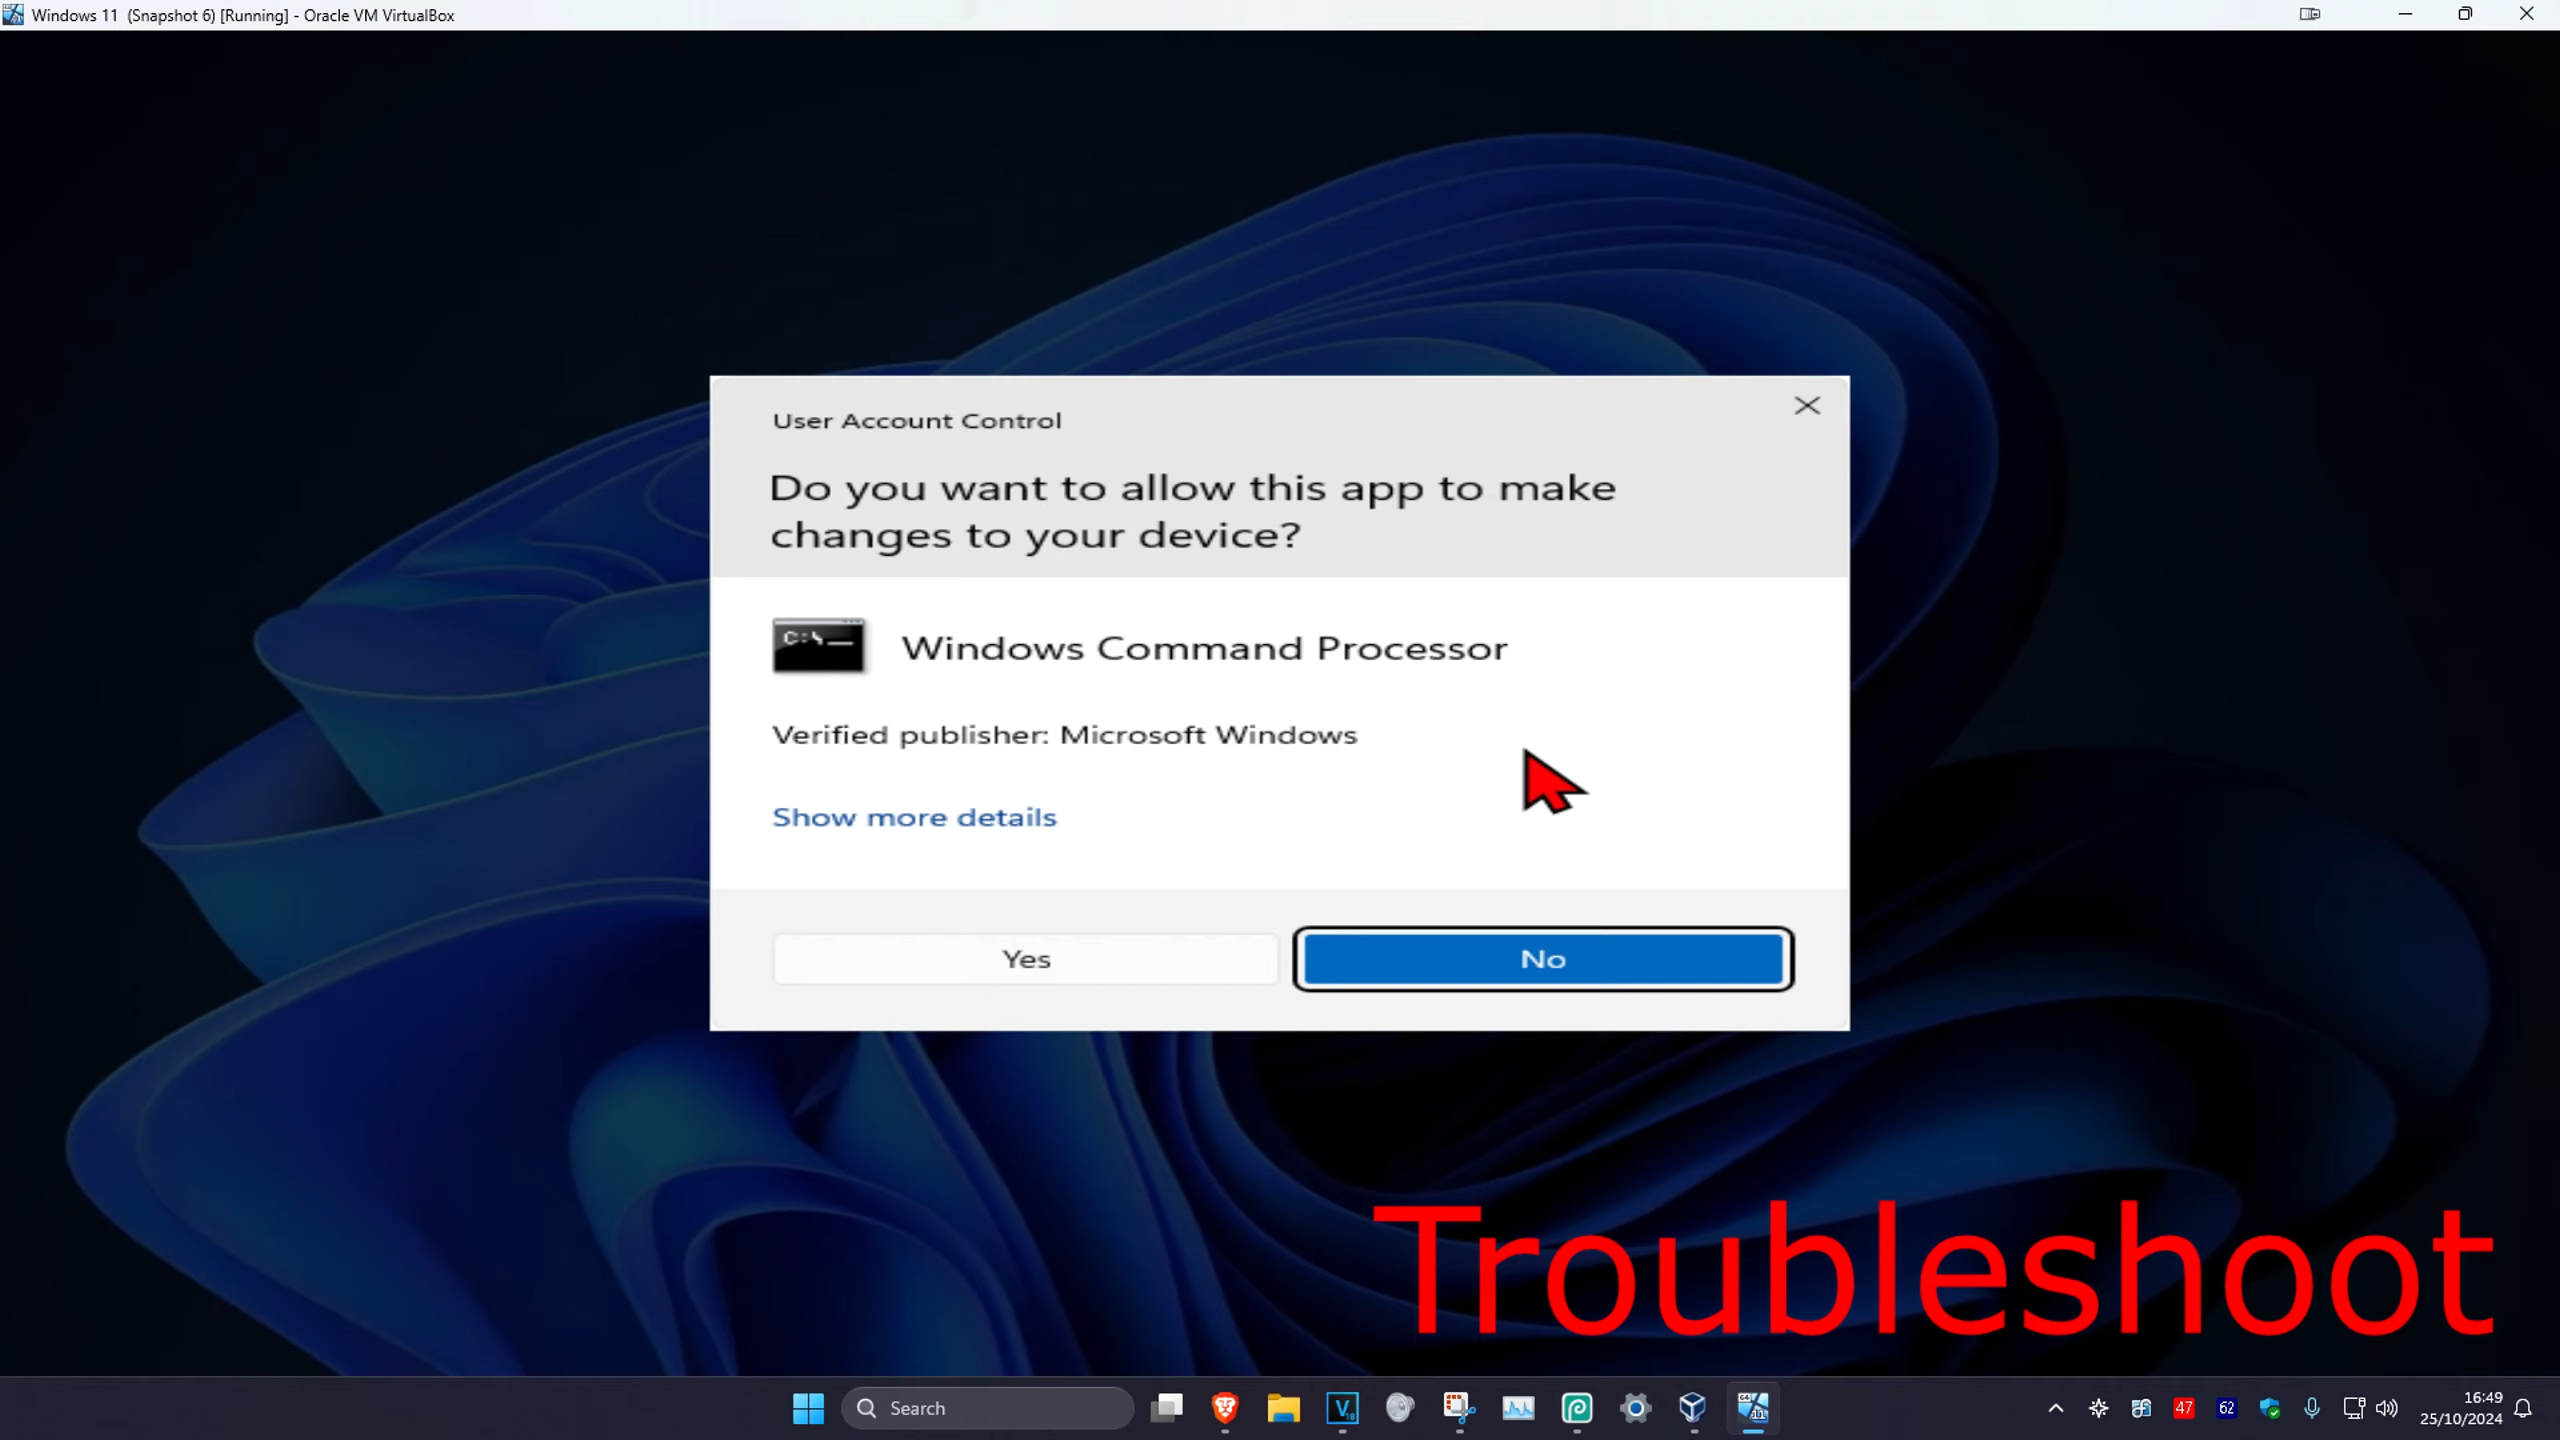 Windows 11 (Snapshot 6) [Running] - Oracle VM VirtualBox
User Account Control
Do you want to allow this app to make
changes to your device?
C:\_
Windows Command Processor
Verified publisher: Microsoft Windows
Show more details
Yes
No
Troubleshoot
Search
V
18
11
47
62
16:49
25/10/2024